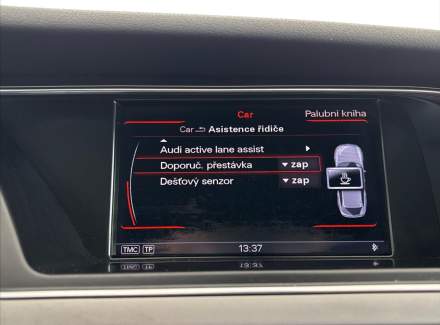 Car
Palubní kniha
Car Asistence řidiče
Audi active lane assist
Doporuč. přestávka zap
Dešťový senzor zap
TMC TP 13:37